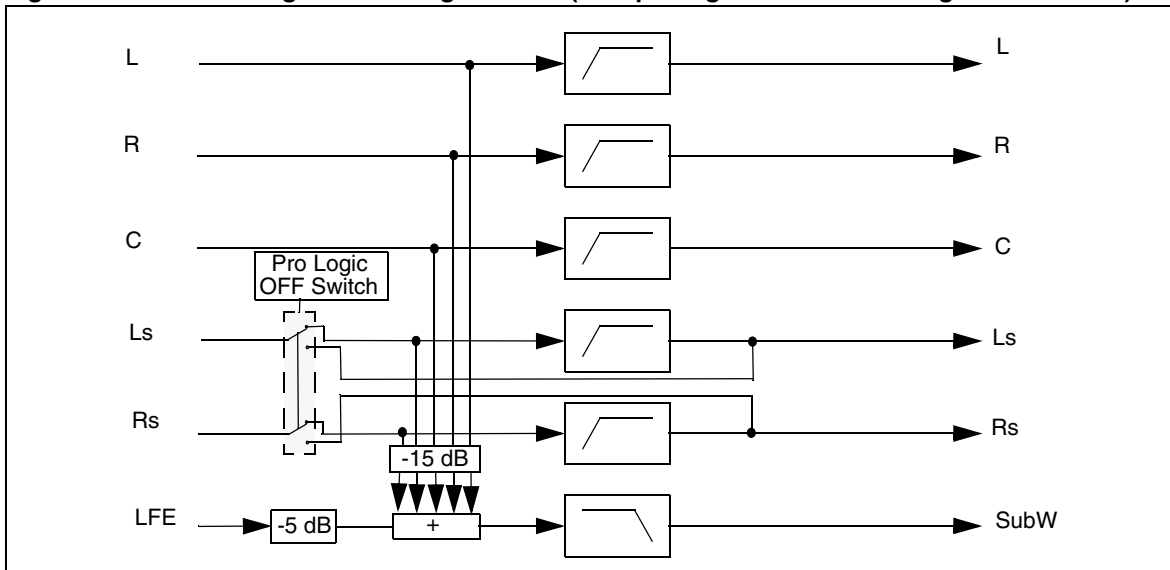 L
L
R
R
C
C
Pro Logic
OFF Switch
Ls
Ls
Rs
Rs
-15 dB
LFE
-5 dB
+
SubW